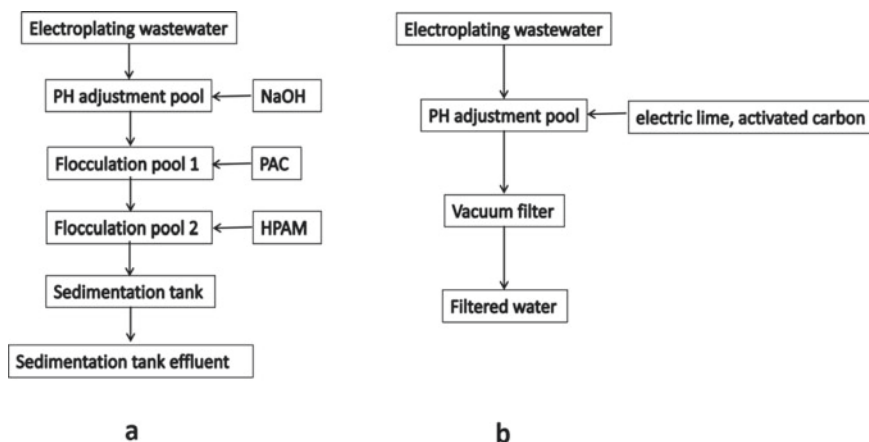 Electroplating wastewater
PH adjustment pool
NaOH
Flocculation pool 1
PAC
Flocculation pool 2
HPAM
Sedimentation tank
Sedimentation tank effluent
a
Electroplating wastewater
PH adjustment pool
electric lime, activated carbon
Vacuum filter
Filtered water
b